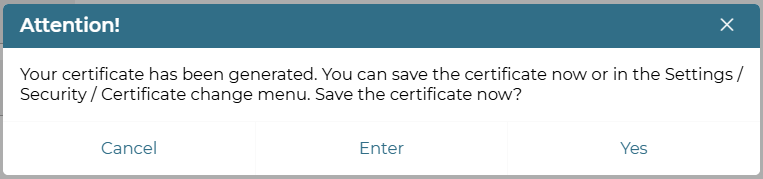 Attention!
Your certificate has been generated. You can save the certificate now or in the Settings /
Security / Certificate change menu. Save the certificate now?
Cancel
Enter
Yes